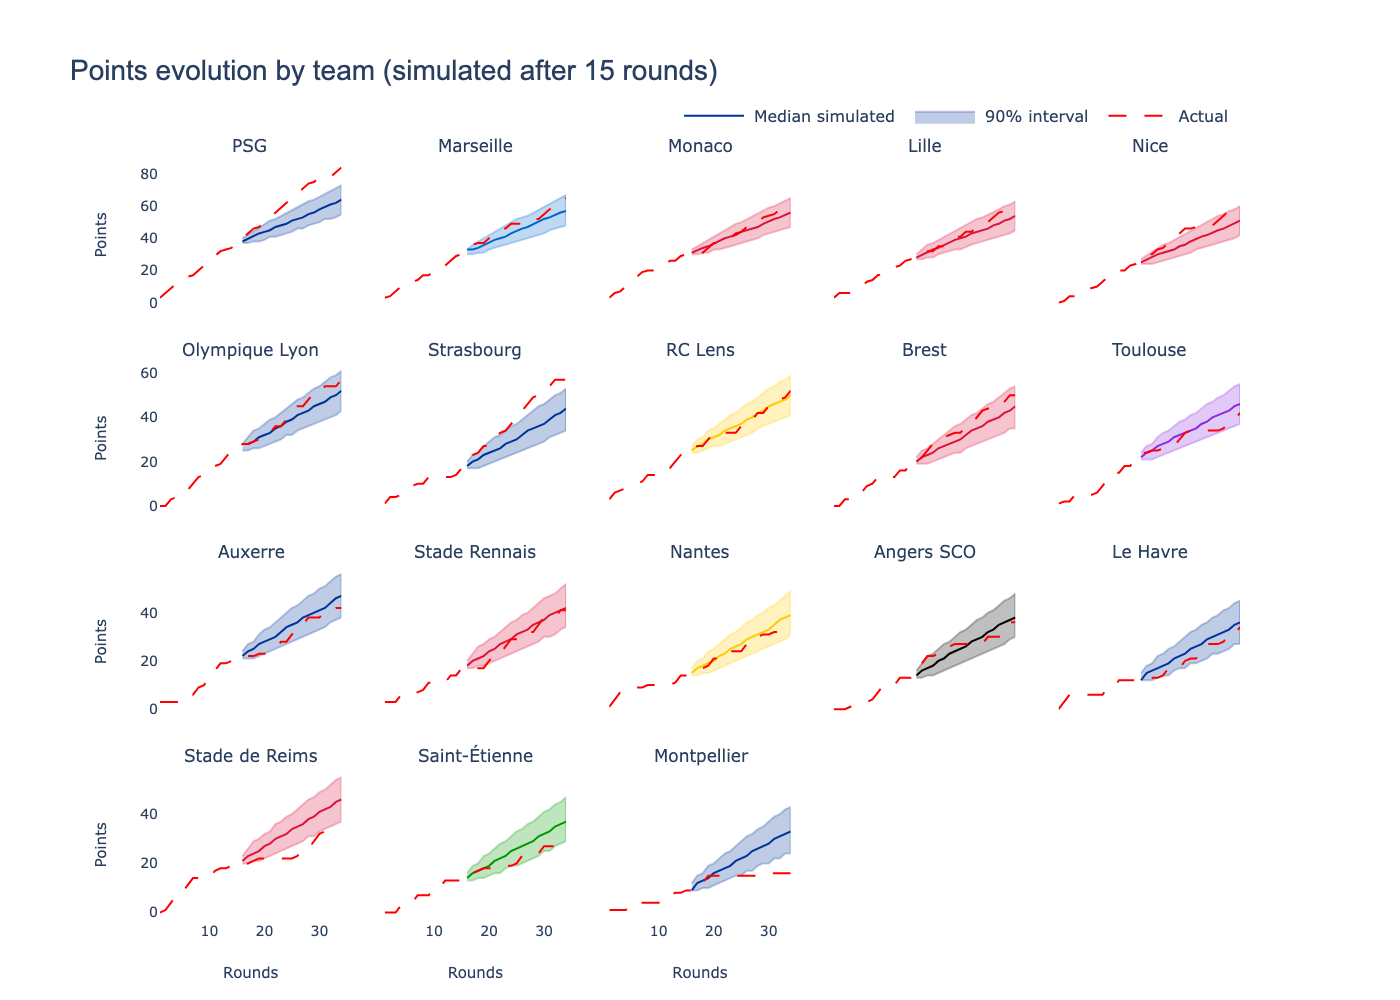 Points evolution by team (simulated after 15 rounds)
Median simulated 90% interval Actual
PSG Marseille Monaco Lille Nice
80
60
40
20
0
Points
Olympique Lyon Strasbourg RC Lens Brest Toulouse
60
40
20
0
Points
Auxerre Stade Rennais Nantes Angers SCO Le Havre
40
20
0
Points
Stade de Reims Saint-Étienne Montpellier
40
20
0
Points
10 20 30 10 20 30 10 20 30
Rounds Rounds Rounds